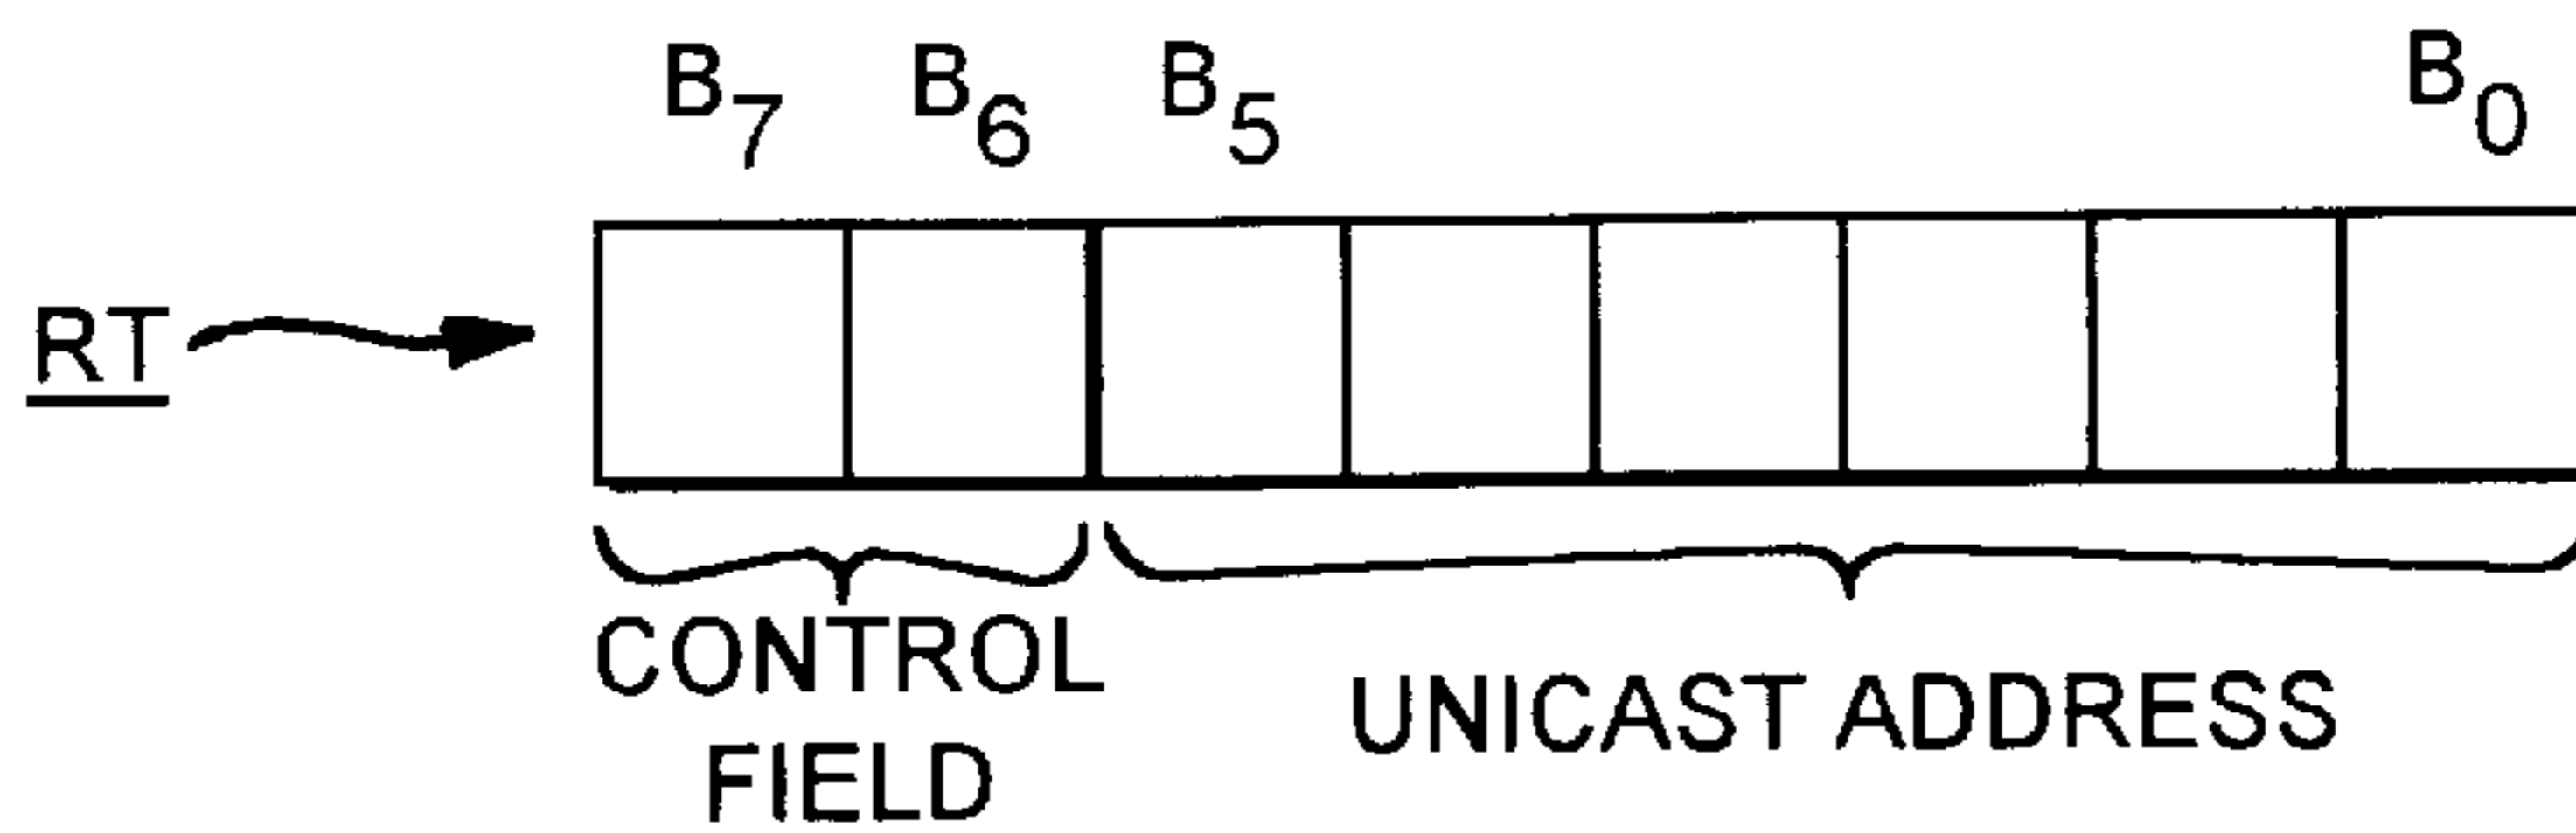 B7 B6 B5 B0
RT
CONTROL
FIELD
UNICAST ADDRESS